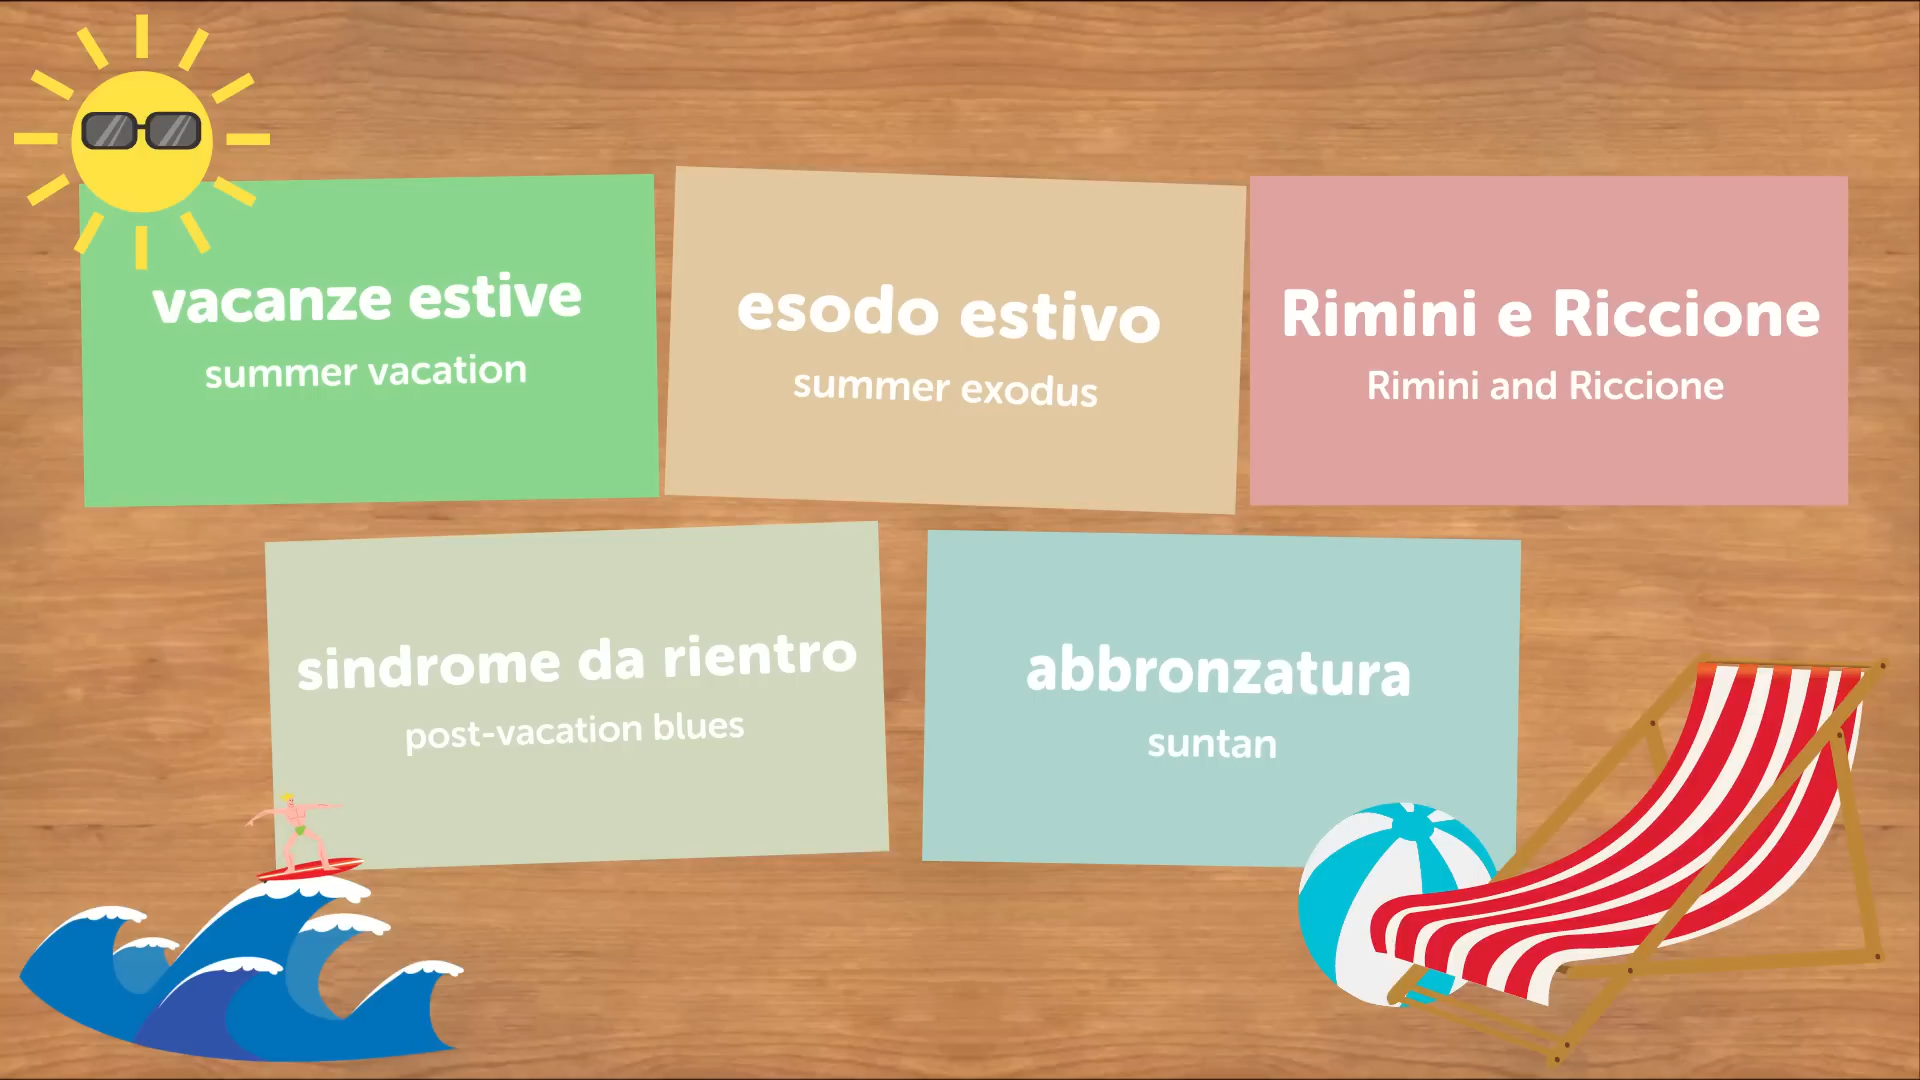 vacanze estive
summer vacation
esodo estivo
summer exodus
Rimini e Riccione
Rimini and Riccione
sindrome da rientro
post-vacation blues
abbronzatura
suntan